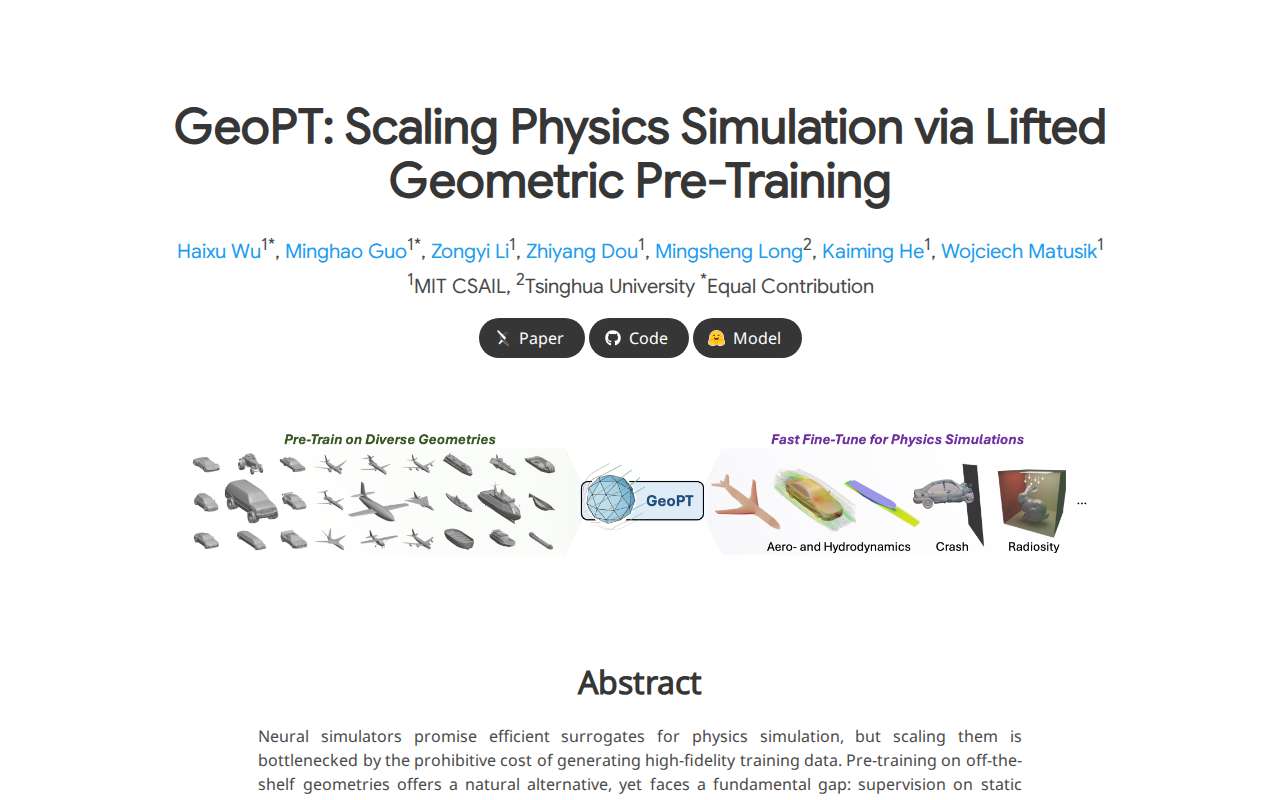 GeoPT: Scaling Physics Simulation via Lifted
Geometric Pre-Training
Haixu Wu1*, Minghao Guo1*, Zongyi Li1, Zhiyang Dou1, Mingsheng Long2, Kaiming He1, Wojciech Matusik1
1MIT CSAIL, 2Tsinghua University *Equal Contribution
Paper Code Model
Pre-Train on Diverse Geometries
Fast Fine-Tune for Physics Simulations
GeoPT
...
Aero- and Hydrodynamics Crash Radiosity
Abstract
Neural simulators promise efficient surrogates for physics simulation, but scaling them is
bottlenecked by the prohibitive cost of generating high-fidelity training data. Pre-training on off-the-
shelf geometries offers a natural alternative, yet faces a fundamental gap: supervision on static